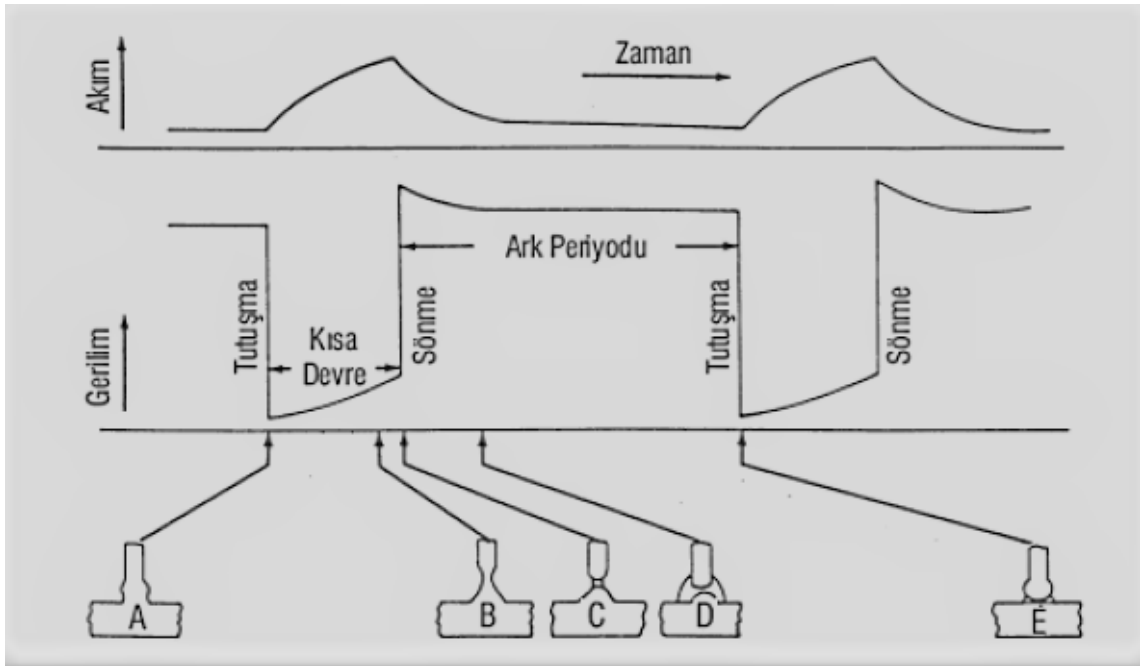 Akım
Zaman
Gerilim
Tutuşma
Kısa
Devre
Sönme
Ark Periyodu
Tutuşma
Sönme
A
B
C
D
E